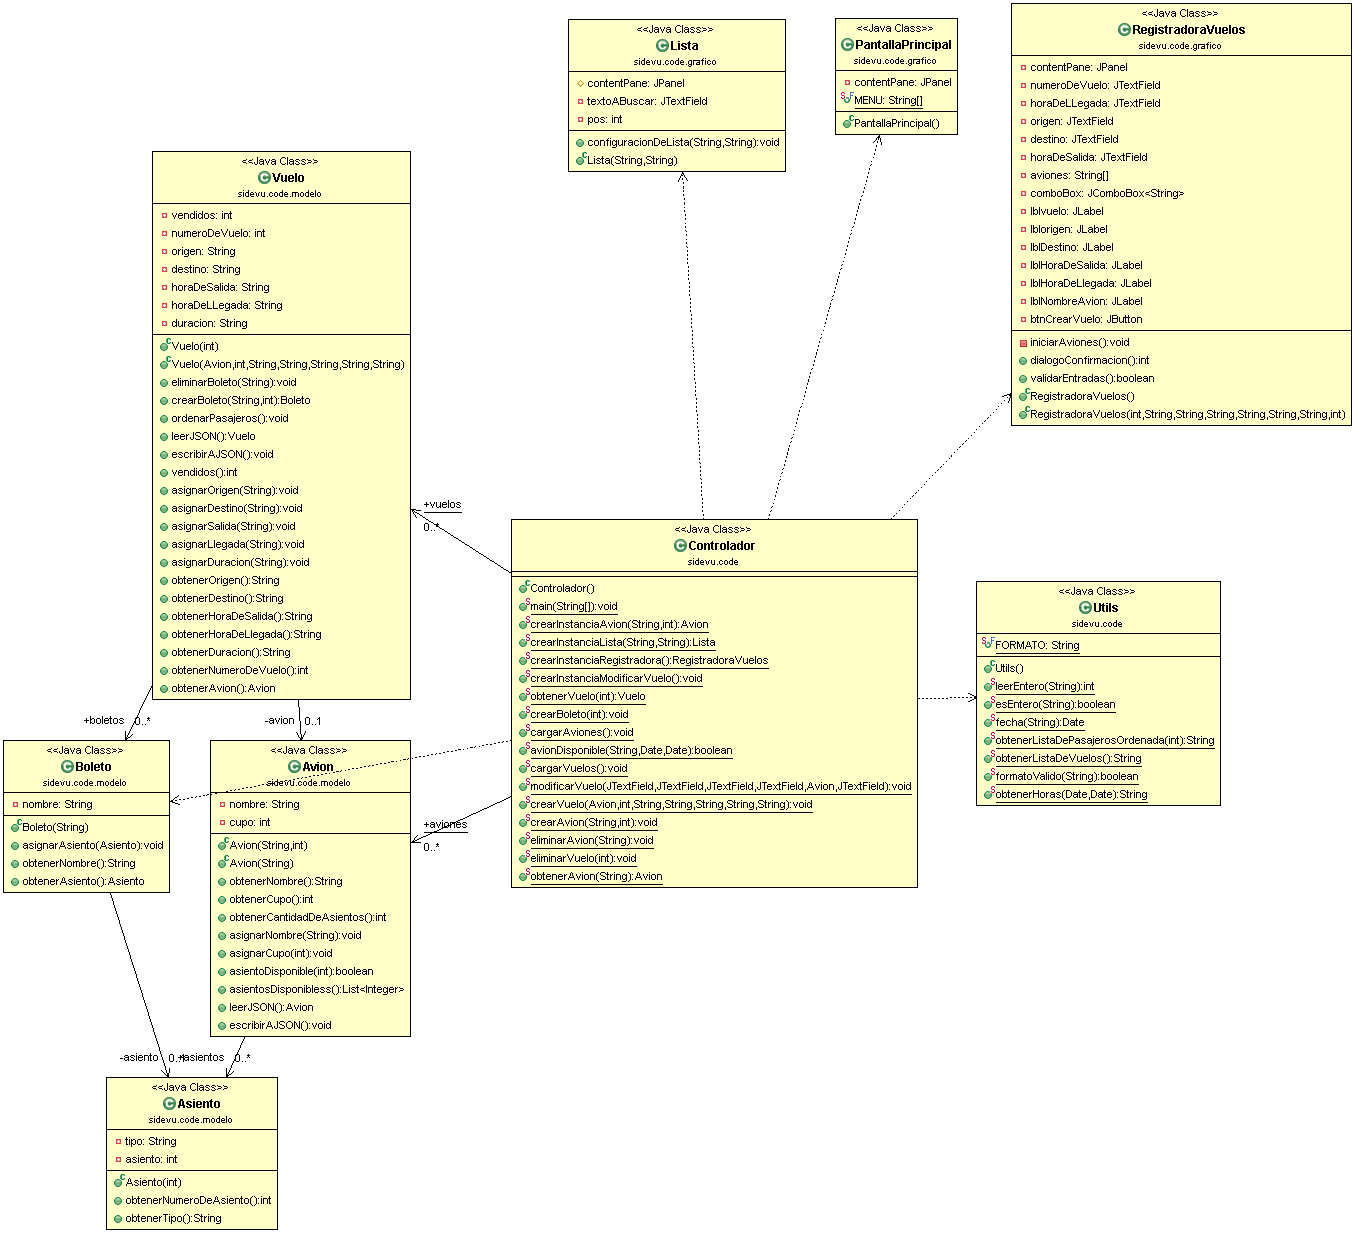 <<Java Class>>
Lista
sidevu.code.grafico
contentPane: JPanel
textoABuscar: JTextField
pos: int
configuracionDeLista(String,String):void
Lista(String,String)
<<Java Class>>
PantallaPrincipal
sidevu.code.grafico
contentPane: JPanel
MENU: String[]
PantallaPrincipal()
<<Java Class>>
RegistradoraVuelos
sidevu.code.grafico
contentPane: JPanel
numeroDeVuelo: JTextField
horaDeLLegada: JTextField
origen: JTextField
destino: JTextField
horaDeSalida: JTextField
aviones: String[]
comboBox: JComboBox<String>
lblvuelo: JLabel
lblorigen: JLabel
lblDestino: JLabel
lblHoraDeSalida: JLabel
lblHoraDeLlegada: JLabel
lblNombreAvion: JLabel
btnCrearVuelo: JButton
iniciarAviones():void
dialogoConfirmacion():int
validarEntradas():boolean
RegistradoraVuelos()
RegistradoraVuelos(int,String,String,String,String,String,String,int)
<<Java Class>>
Vuelo
sidevu.code.modelo
vendidos: int
numeroDeVuelo: int
origen: String
destino: String
horaDeSalida: String
horaDeLLegada: String
duracion: String
Vuelo(int)
Vuelo(Avion,int,String,String,String,String,String)
eliminarBoleto(String):void
crearBoleto(String,int):Boleto
ordenarPasajeros():void
leerJSON():Vuelo
escribirAJSON():void
vendidos():int
asignarOrigen(String):void
asignarDestino(String):void
asignarSalida(String):void
asignarLlegada(String):void
asignarDuracion(String):void
obtenerOrigen():String
obtenerDestino():String
obtenerHoraDeSalida():String
obtenerHoraDeLLegada():String
obtenerDuracion():String
obtenerNumeroDeVuelo():int
obtenerAvion():Avion
+vuelos
0..*
<<Java Class>>
Controlador
sidevu.code
Controlador()
main(String[]):void
crearInstanciaAvion(String,int):Avion
crearInstanciaLista(String,String):Lista
crearInstanciaRegistradora():RegistradoraVuelos
crearInstanciaModificarVuelo():void
obtenerVuelo(int):Vuelo
crearBoleto(int):void
cargarAviones():void
avionDisponible(String,Date,Date):boolean
cargarVuelos():void
modificarVuelo(JTextField,JTextField,JTextField,JTextField,Avion,JTextField):void
crearVuelo(Avion,int,String,String,String,String,String):void
crearAvion(String,int):void
eliminarAvion(String):void
eliminarVuelo(int):void
obtenerAvion(String):Avion
<<Java Class>>
Utils
sidevu.code
FORMATO: String
Utils()
leerEntero(String):int
esEntero(String):boolean
fecha(String):Date
obtenerListaDePasajerosOrdenada(int):String
obtenerListaDeVuelos():String
formatoValido(String):boolean
obtenerHoras(Date,Date):String
+boletos
0..*
-avion
0..1
<<Java Class>>
Boleto
sidevu.code.modelo
nombre: String
Boleto(String)
asignarAsiento(Asiento):void
obtenerNombre():String
obtenerAsiento():Asiento
<<Java Class>>
Avion
sidevu.code.modelo
nombre: String
cupo: int
Avion(String,int)
Avion(String)
obtenerNombre():String
obtenerCupo():int
obtenerCantidadDeAsientos():int
asignarNombre(String):void
asignarCupo(int):void
asientoDisponible(int):boolean
asientosDisponibless():List<Integer>
leerJSON():Avion
escribirAJSON():void
+aviones
0..*
-asiento
0..1
+asientos
0..*
<<Java Class>>
Asiento
sidevu.code.modelo
tipo: String
asiento: int
Asiento(int)
obtenerNumeroDeAsiento():int
obtenerTipo():String